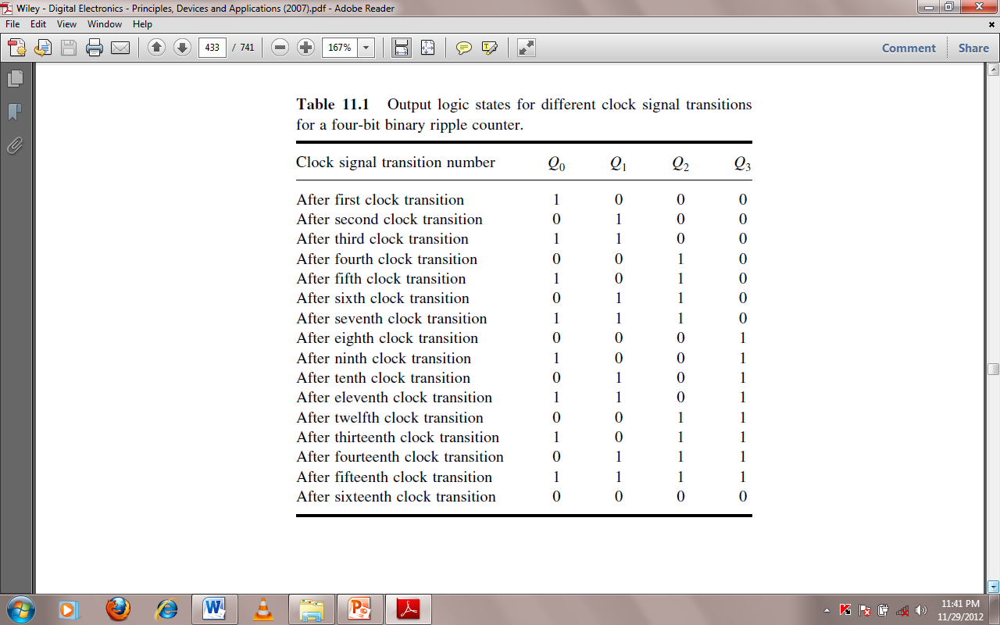 Wiley - Digital Electronics - Principles, Devices and Applications (2007).pdf - Adobe Reader
File Edit View Window Help
433 / 741 167% Comment Share
Table 11.1 Output logic states for different clock signal transitions
for a four-bit binary ripple counter.
Clock signal transition number Q0 Q1 Q2 Q3
After first clock transition 1 0 0 0
After second clock transition 0 1 0 0
After third clock transition 1 1 0 0
After fourth clock transition 0 0 1 0
After fifth clock transition 1 0 1 0
After sixth clock transition 0 1 1 0
After seventh clock transition 1 1 1 0
After eighth clock transition 0 0 0 1
After ninth clock transition 1 0 0 1
After tenth clock transition 0 1 0 1
After eleventh clock transition 1 1 0 1
After twelfth clock transition 0 0 1 1
After thirteenth clock transition 1 0 1 1
After fourteenth clock transition 0 1 1 1
After fifteenth clock transition 1 1 1 1
After sixteenth clock transition 0 0 0 0
11:41 PM
11/29/2012